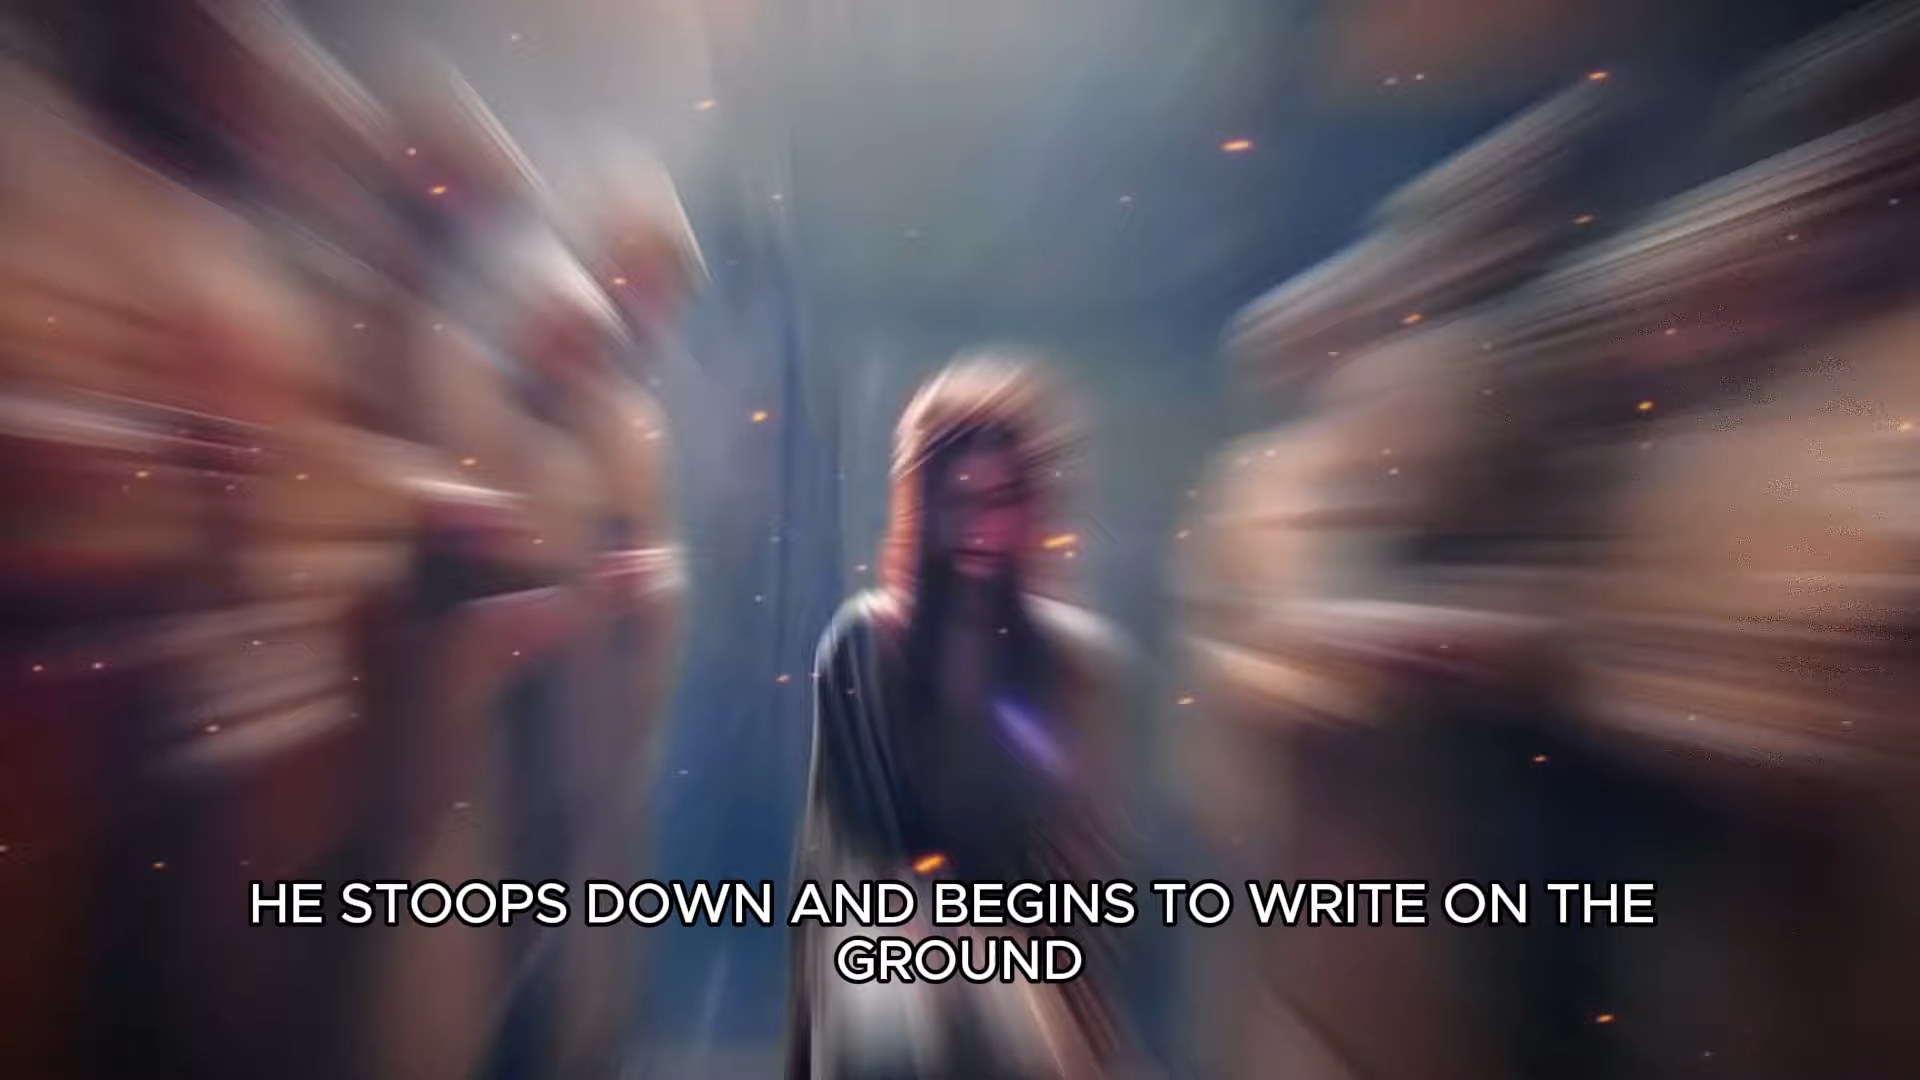 HE STOOPS DOWN AND BEGINS TO WRITE ON THE
GROUND